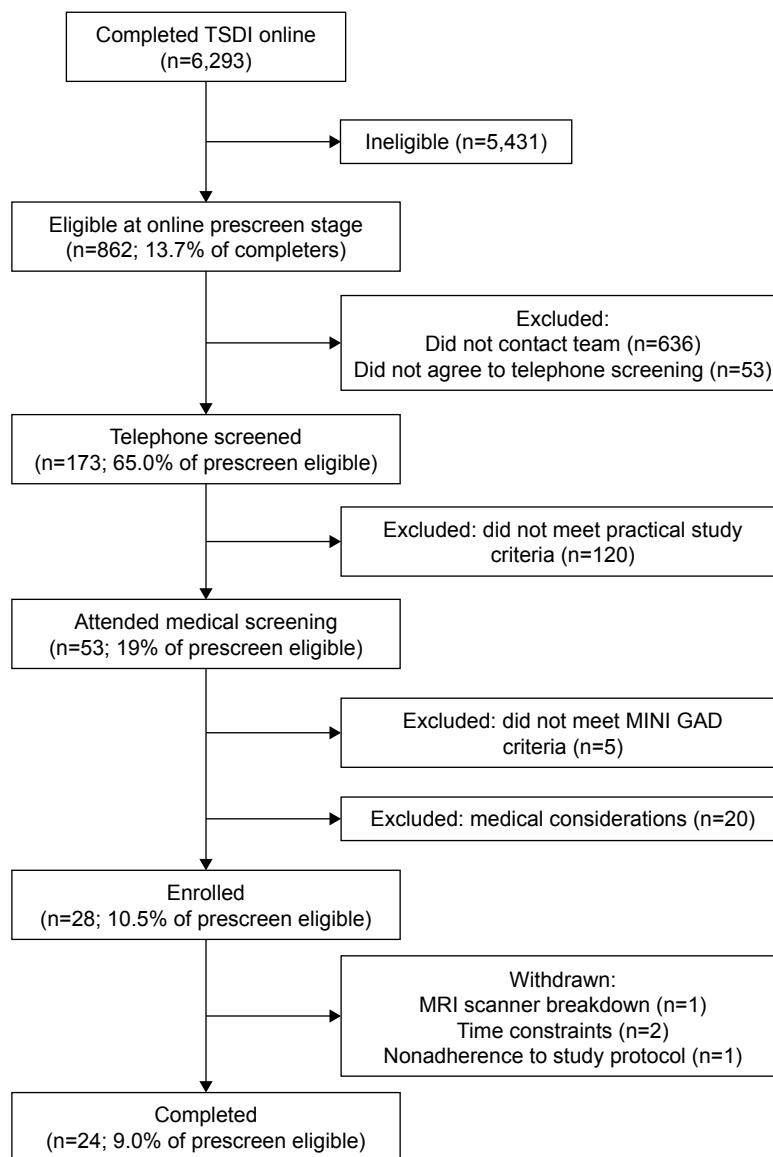 Completed TSDI online
(n=6,293)
Ineligible (n=5,431)
Eligible at online prescreen stage
(n=862; 13.7% of completers)
Excluded:
Did not contact team (n=636)
Did not agree to telephone screening (n=53)
Telephone screened
(n=173; 65.0% of prescreen eligible)
Excluded: did not meet practical study
criteria (n=120)
Attended medical screening
(n=53; 19% of prescreen eligible)
Excluded: did not meet MINI GAD
criteria (n=5)
Excluded: medical considerations (n=20)
Enrolled
(n=28; 10.5% of prescreen eligible)
Withdrawn:
MRI scanner breakdown (n=1)
Time constraints (n=2)
Nonadherence to study protocol (n=1)
Completed
(n=24; 9.0% of prescreen eligible)